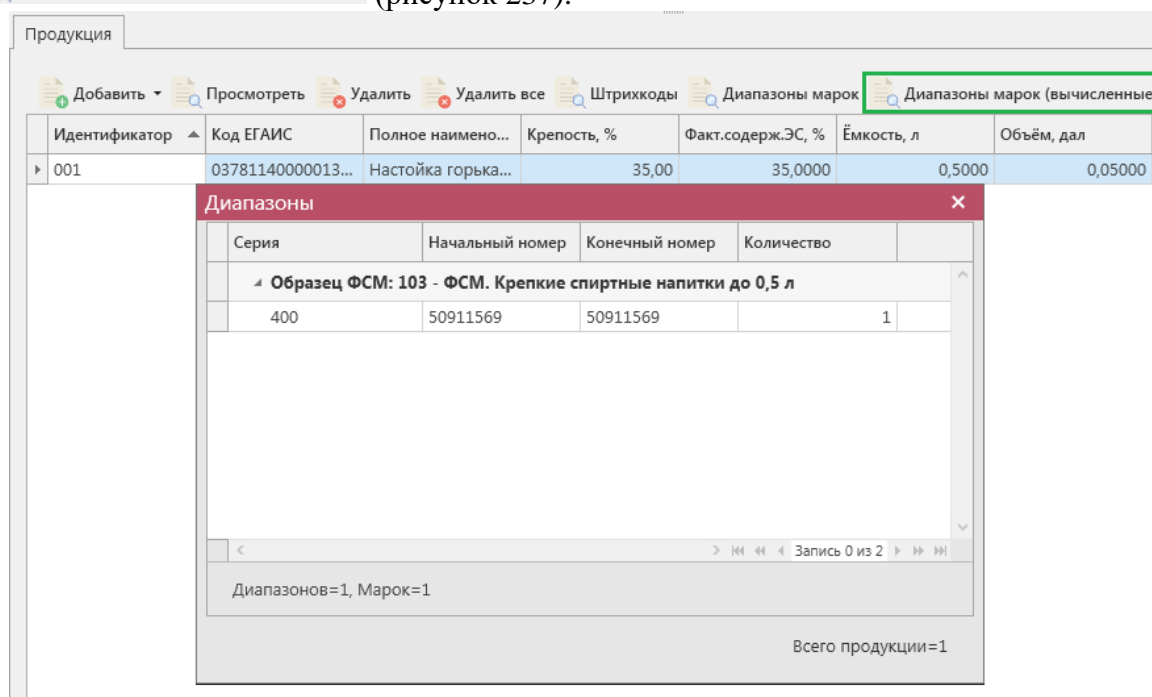 (рисунок 237).
Продукция
Добавить Просмотреть Удалить Удалить все Штрихкоды Диапазоны марок Диапазоны марок (вычисленные
Идентификатор Код ЕГАИС Полное наимено... Крепость, % Факт.содерж.ЭС, % Ёмкость, л Объём, дал
001 03781140000013... Настойка горька... 35,00 35,0000 0,5000 0,05000
Диапазоны
Серия Начальный номер Конечный номер Количество
Образец ФСМ: 103 - ФСМ. Крепкие спиртные напитки до 0,5 л
400 50911569 50911569 1
Запись 0 из 2
Диапазонов=1, Марок=1
Всего продукции=1